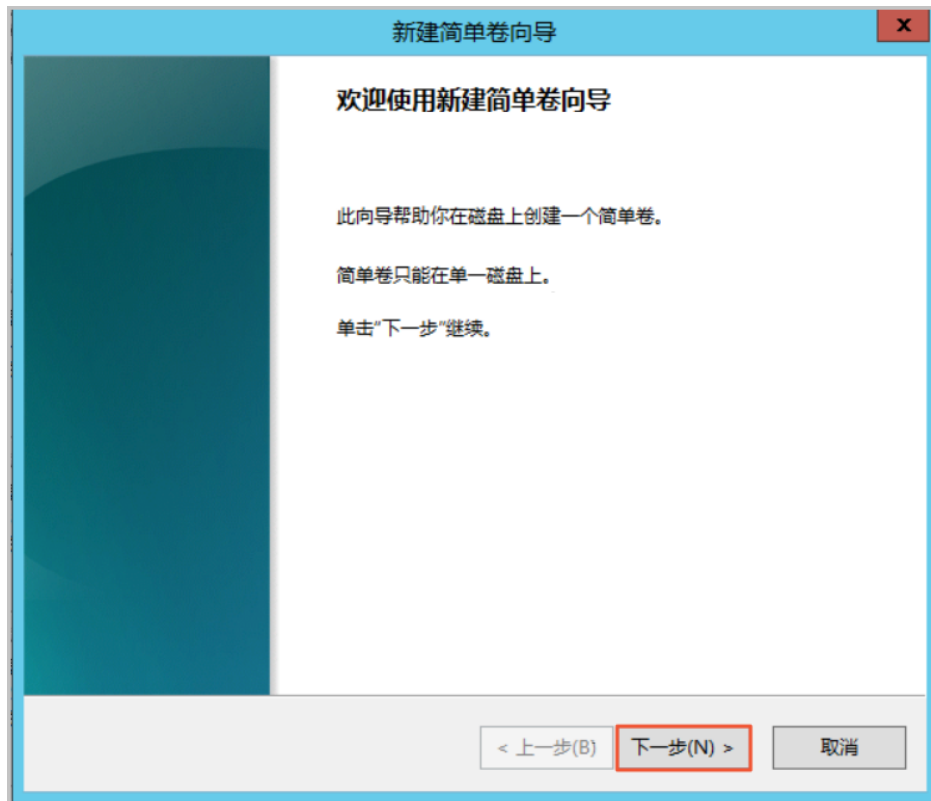 新建简单卷向导
x
欢迎使用新建简单卷向导
此向导帮助你在磁盘上创建一个简单卷。
简单卷只能在单一磁盘上。
单击"下一步"继续。
< 上一步(B) 下一步(N) > 取消